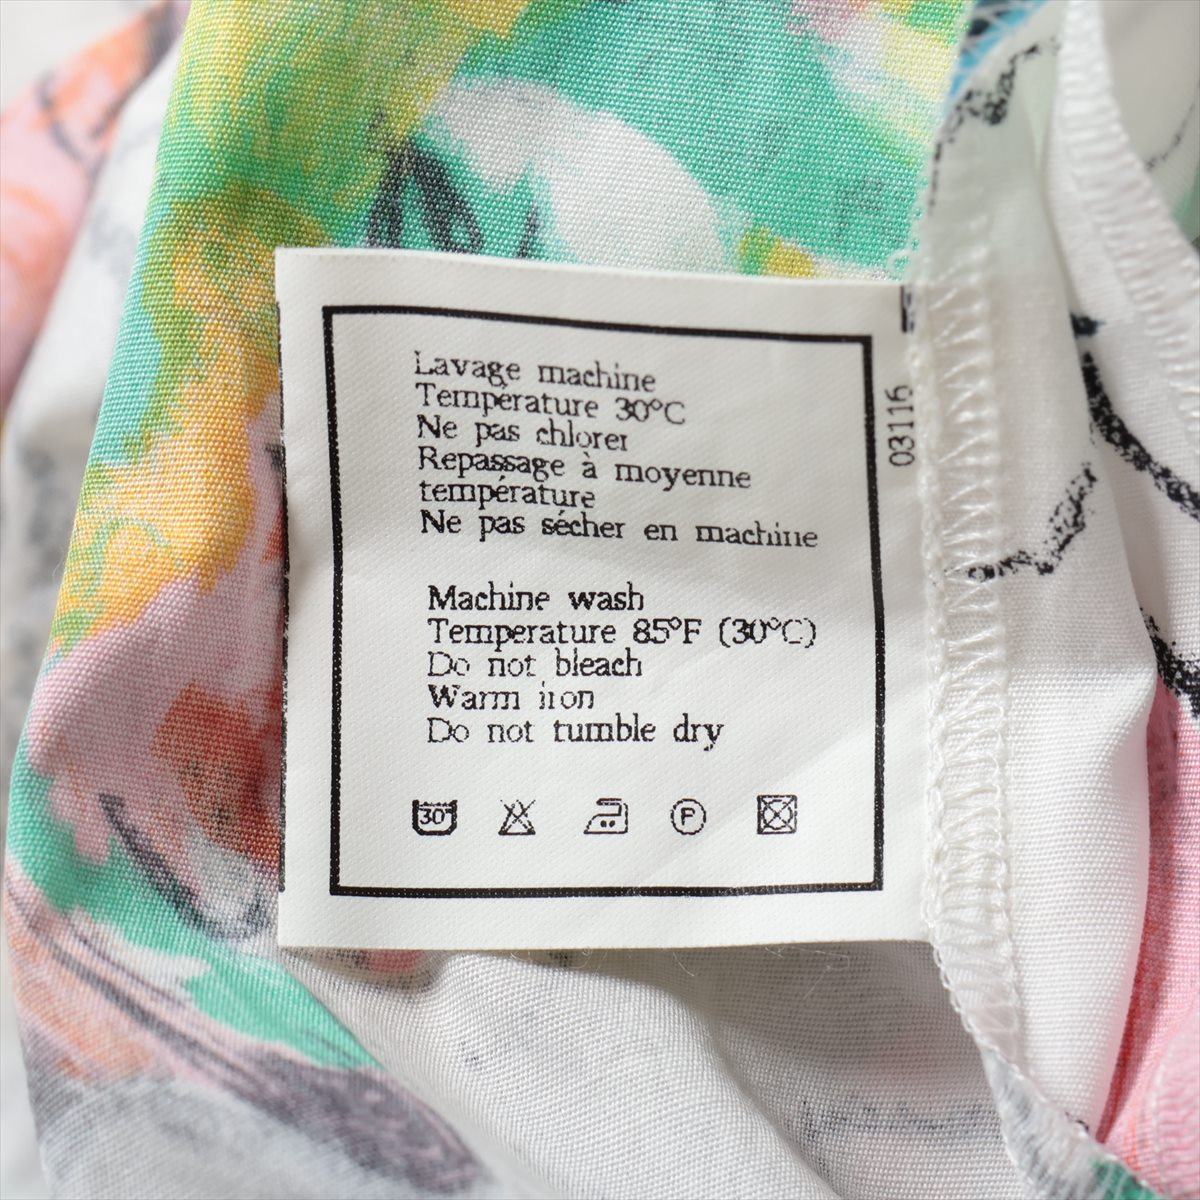 Lavage machine
Température 30°C
Ne pas chlorer
Repassage à moyenne
température
Ne pas sécher en machine
Machine wash
Temperature 85°F (30°C)
Do not bleach
Warm iron
Do not tumble dry
30°
P
03116